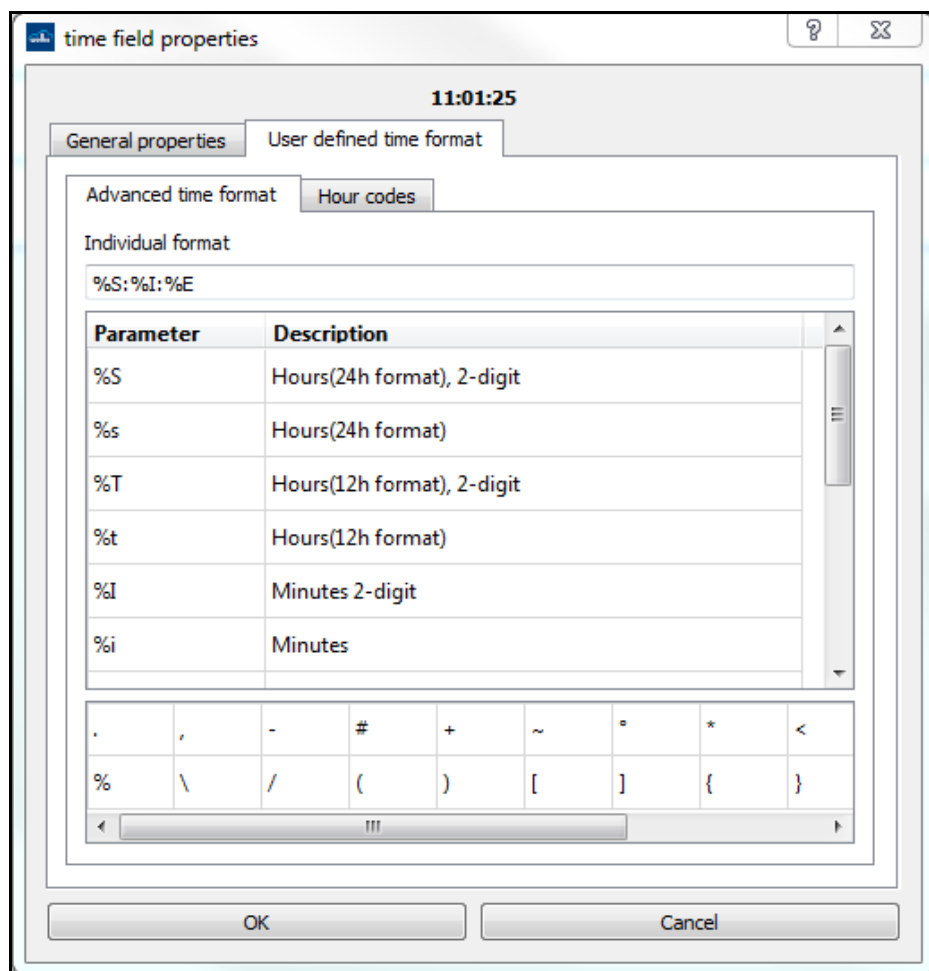 time field properties
11:01:25
General properties User defined time format
Advanced time format Hour codes
Individual format
%S:%I:%E
Parameter Description
%S Hours(24h format), 2-digit
%s Hours(24h format)
%T Hours(12h format), 2-digit
%t Hours(12h format)
%I Minutes 2-digit
%i Minutes
. , - # + ~ ° * <
% \ / ( ) [ ] { }
OK Cancel